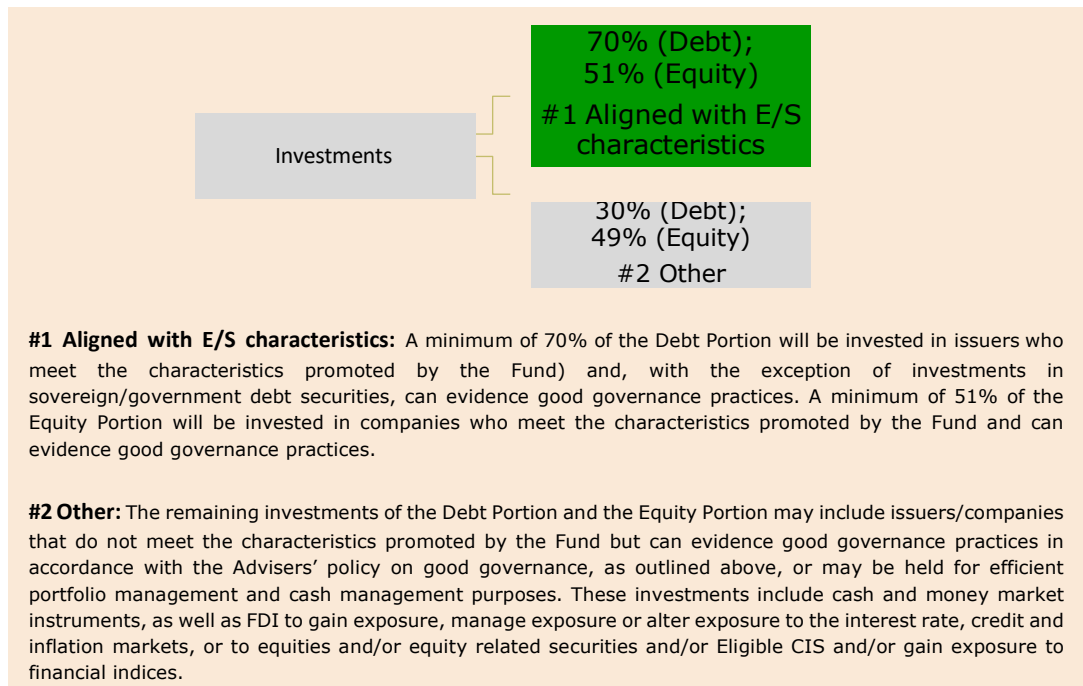 70% (Debt);
51% (Equity)
#1 Aligned with E/S
characteristics
Investments
30% (Debt);
49% (Equity)
#2 Other
#1 Aligned with E/S characteristics: A minimum of 70% of the Debt Portion will be invested in issuers who
meet the characteristics promoted by the Fund) and, with the exception of investments in
sovereign/government debt securities, can evidence good governance practices. A minimum of 51% of the
Equity Portion will be invested in companies who meet the characteristics promoted by the Fund and can
evidence good governance practices.
#2 Other: The remaining investments of the Debt Portion and the Equity Portion may include issuers/companies
that do not meet the characteristics promoted by the Fund but can evidence good governance practices in
accordance with the Advisers’ policy on good governance, as outlined above, or may be held for efficient
portfolio management and cash management purposes. These investments include cash and money market
instruments, as well as FDI to gain exposure, manage exposure or alter exposure to the interest rate, credit and
inflation markets, or to equities and/or equity related securities and/or Eligible CIS and/or gain exposure to
financial indices.